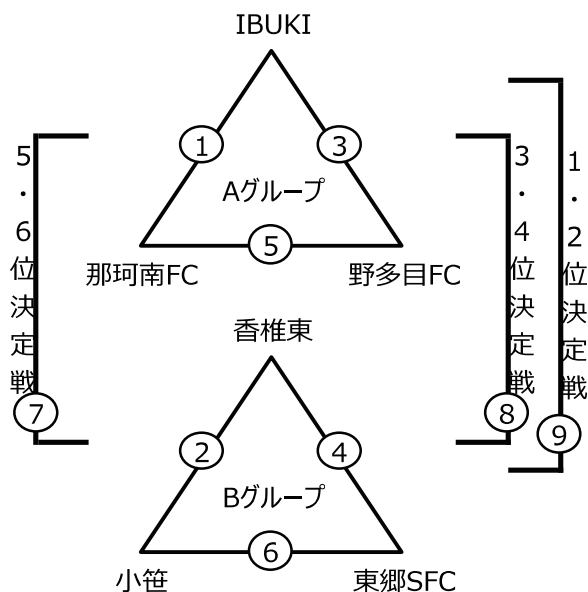 IBUKI
①
③
Aグループ
⑤
那珂南FC
野多目FC
香椎東
②
④
Bグループ
⑥
小笹
東郷SFC
5・6位決定戦
⑦
3・4位決定戦
⑧
1・2位決定戦
⑨